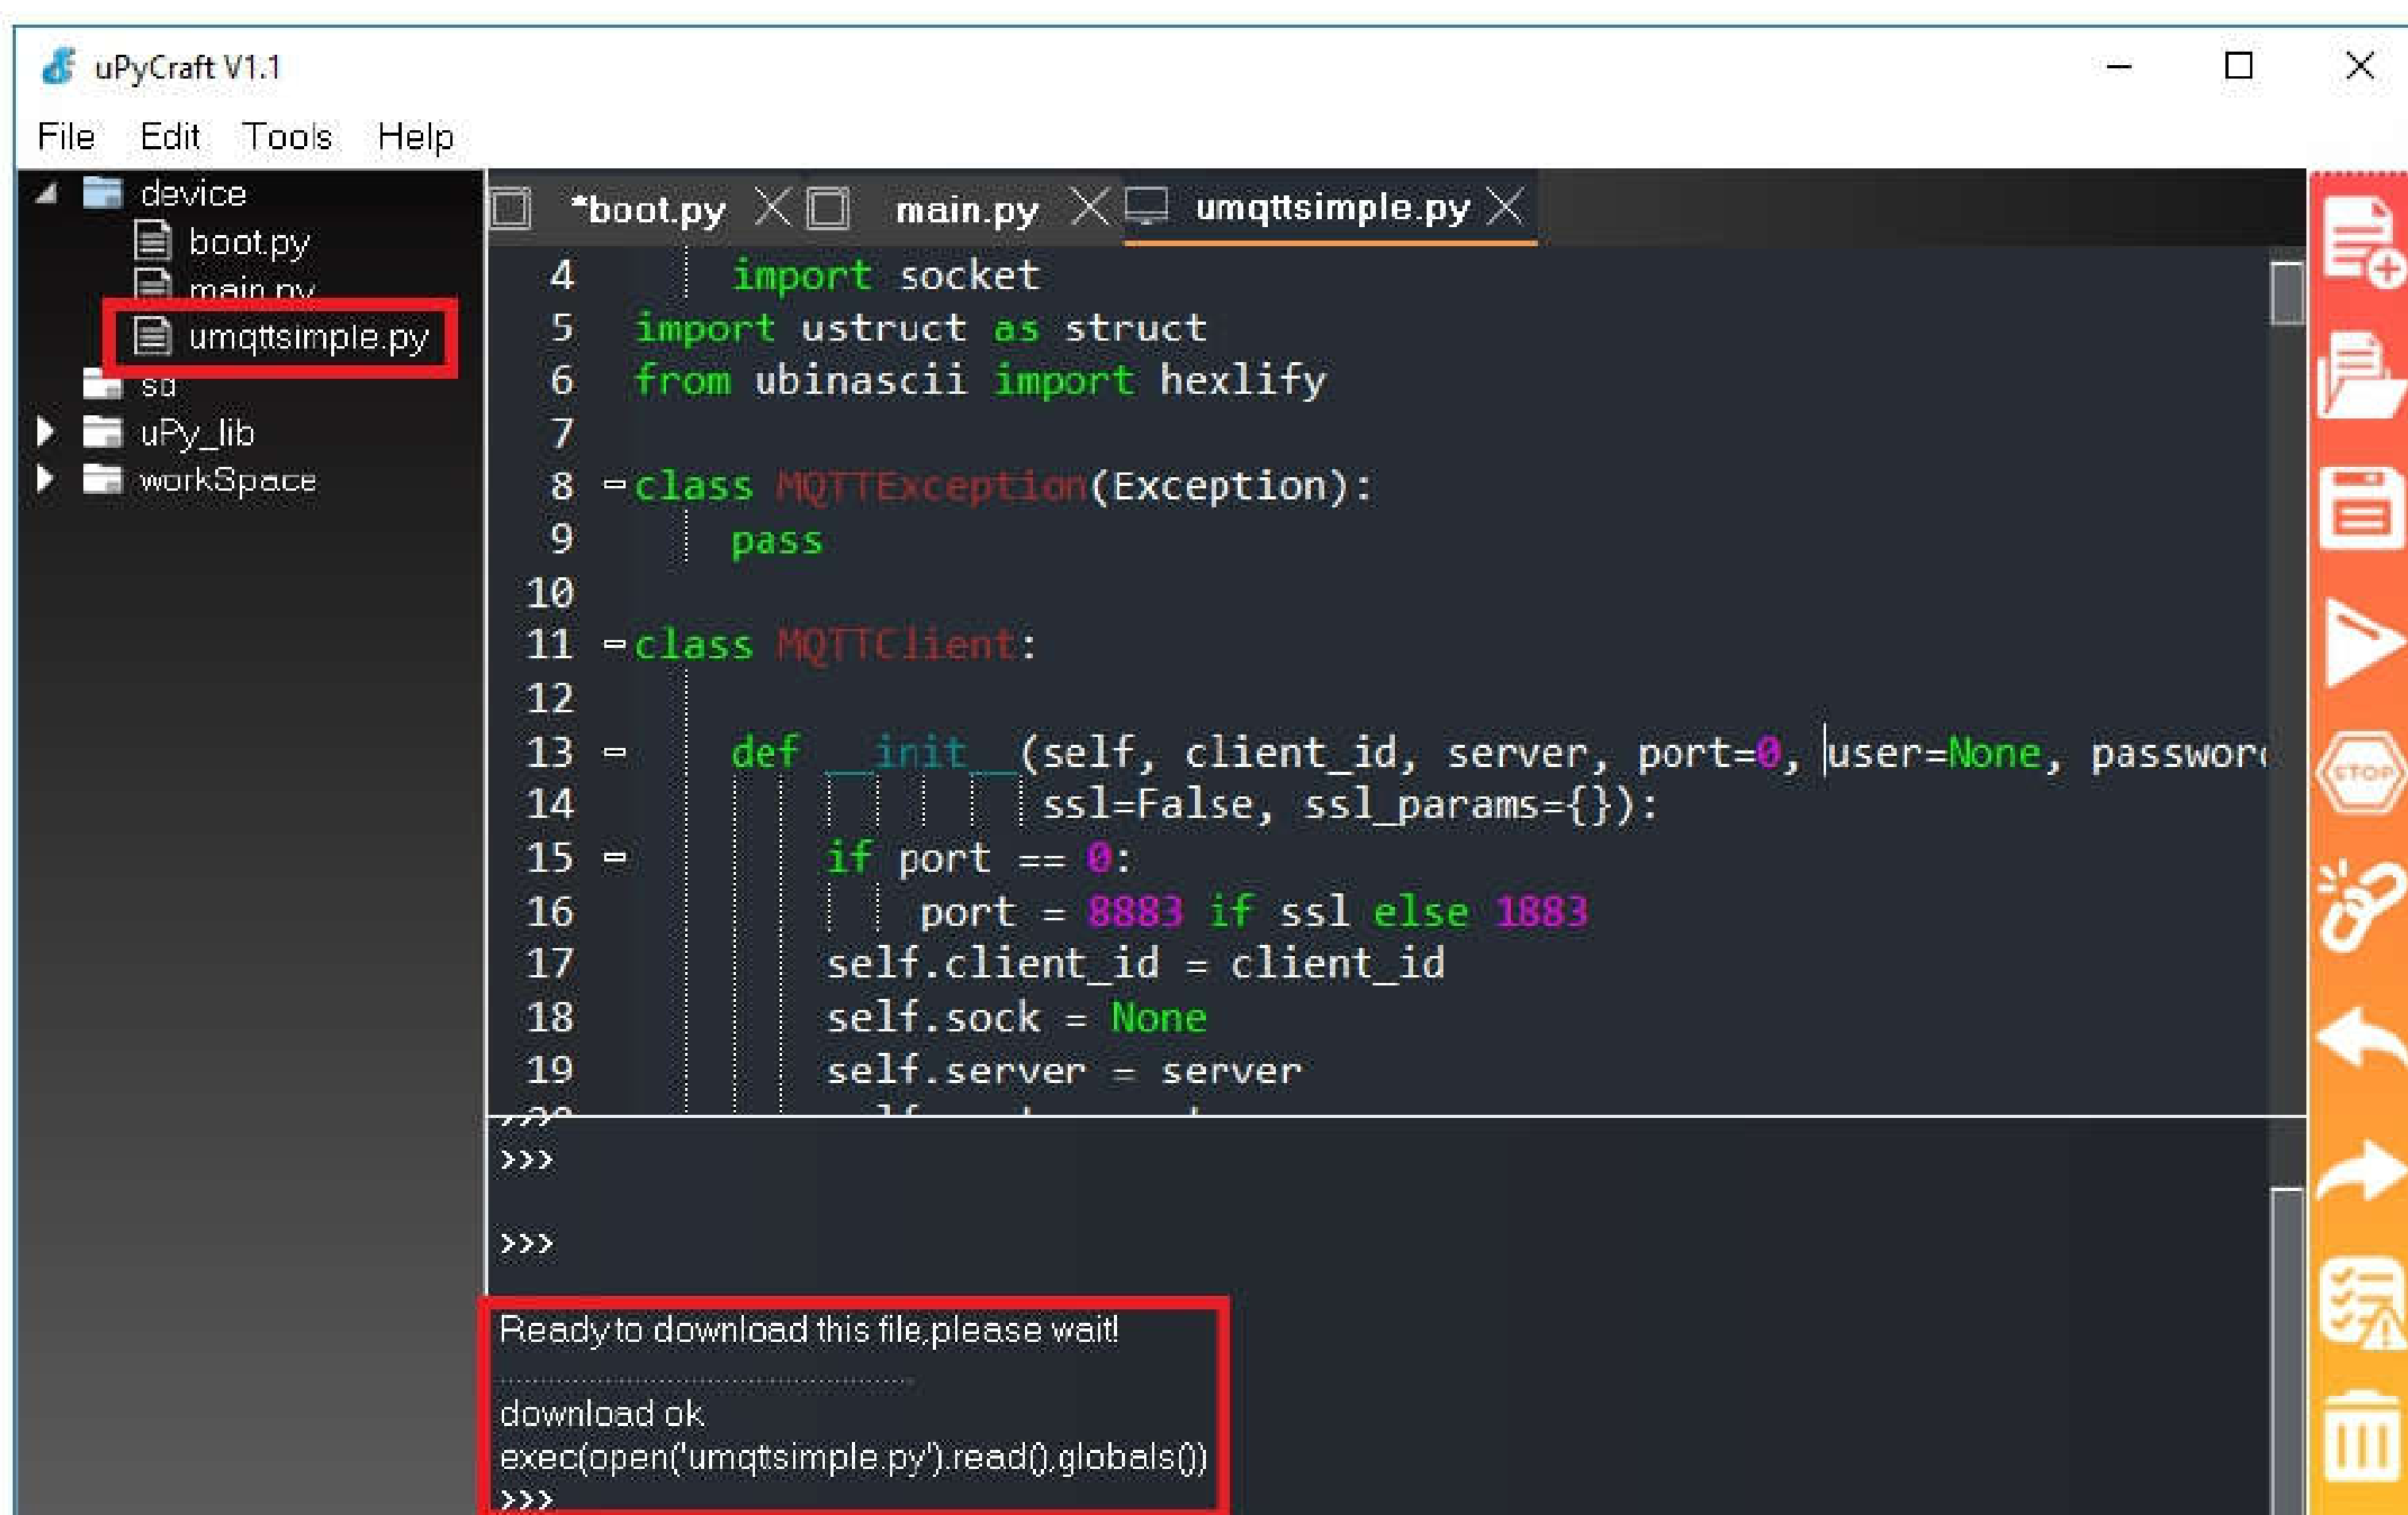 uPyCraft V1.1
File Edit Tools Help
device
boot.py
main.py
umqttsimple.py
sd
uPy_lib
workSpace
*boot.py main.py umqttsimple.py
4 import socket
5 import ustruct as struct
6 from ubinascii import hexlify
7
8 class MQTTException(Exception):
9 pass
10
11 class MQTTClient:
12
13 def __init__(self, client_id, server, port=0, user=None, password
14 ssl=False, ssl_params={}):
15 if port == 0:
16 port = 8883 if ssl else 1883
17 self.client_id = client_id
18 self.sock = None
19 self.server = server
>>>
>>>
>>>
Ready to download this file,please wait!
................................................
download ok
exec(open('umqttsimple.py').read(),globals())
>>>
STOP